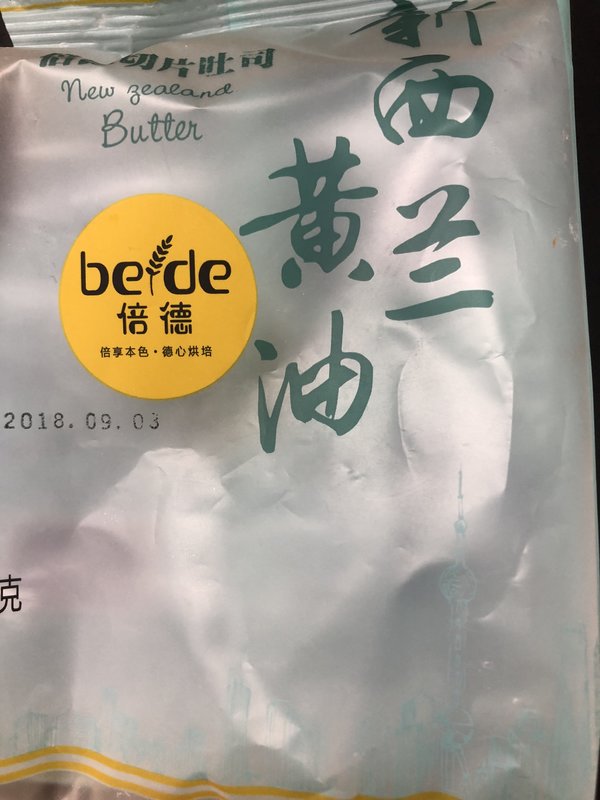 切片吐司
New zealand
Butter
新西兰
黄油
beide
倍德
倍享本色·德心烘培
2018.09.03
克